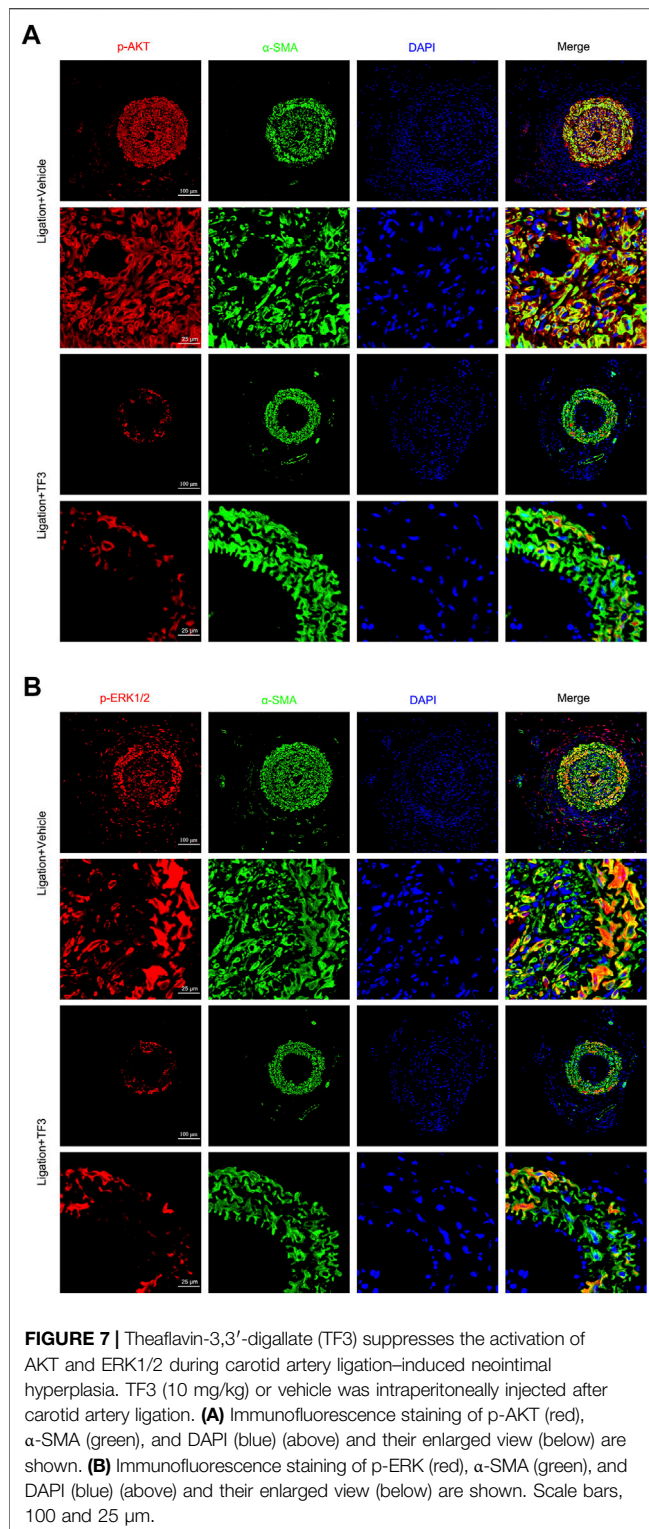 A
p-AKT α-SMA DAPI Merge
Ligation+Vehicle
100 μm
25 μm
Ligation+TF3
100 μm
25 μm
B
p-ERK1/2 α-SMA DAPI Merge
Ligation+Vehicle
100 μm
25 μm
Ligation+TF3
100 μm
25 μm
FIGURE 7 | Theaflavin-3,3′-digallate (TF3) suppresses the activation of
AKT and ERK1/2 during carotid artery ligation–induced neointimal
hyperplasia. TF3 (10 mg/kg) or vehicle was intraperitoneally injected after
carotid artery ligation. (A) Immunofluorescence staining of p-AKT (red),
α-SMA (green), and DAPI (blue) (above) and their enlarged view (below) are
shown. (B) Immunofluorescence staining of p-ERK (red), α-SMA (green), and
DAPI (blue) (above) and their enlarged view (below) are shown. Scale bars,
100 and 25 μm.